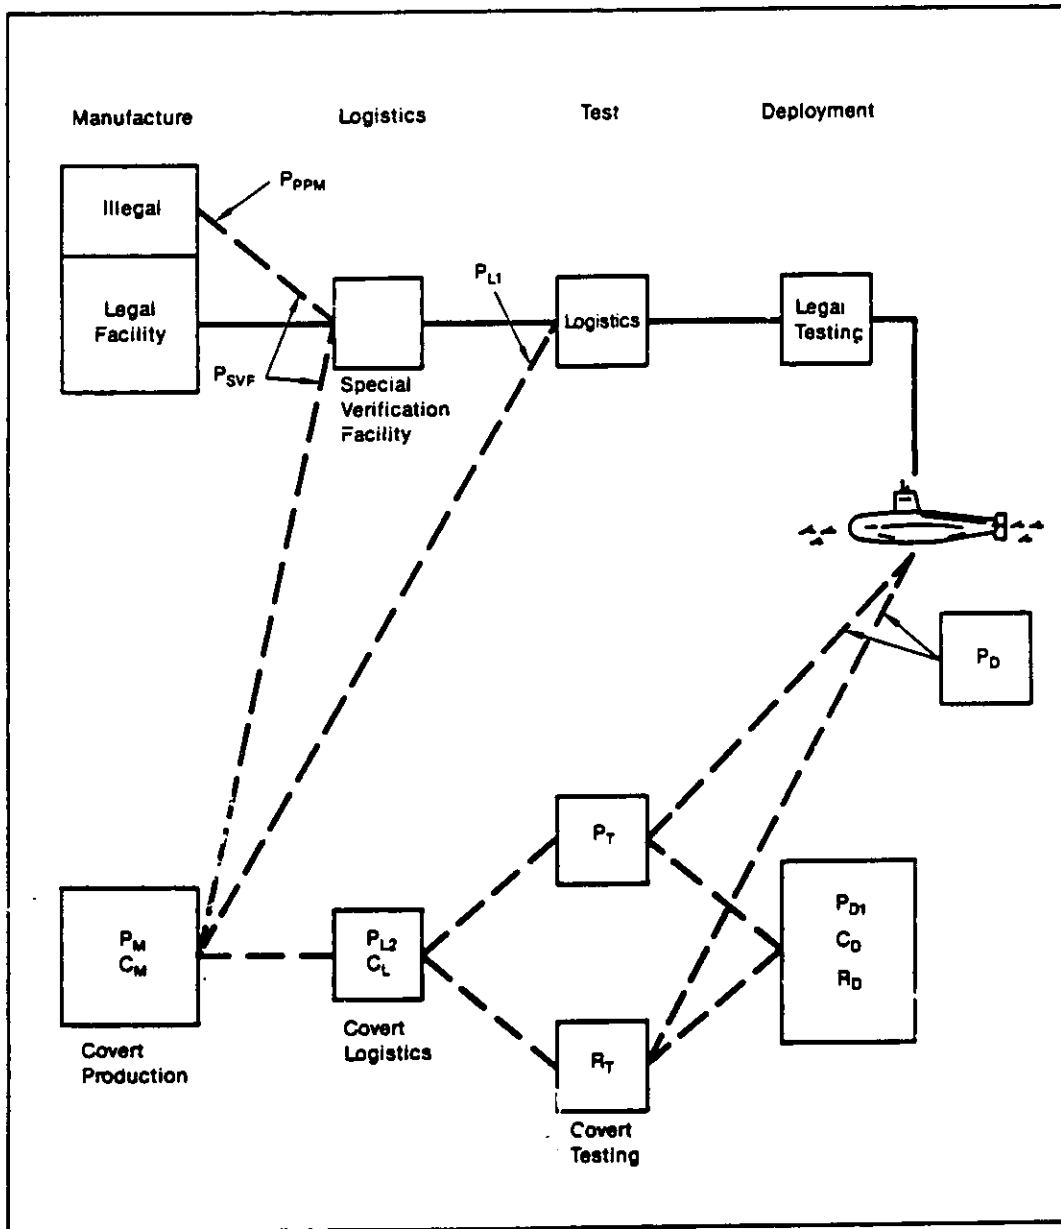 Manufacture
Logistics
Test
Deployment
Illegal
P_PPM
Legal
Facility
P_SVF
Special
Verification
Facility
P_L1
Logistics
Legal
Testing
P_D
P_T
P_M
C_M
Covert
Production
P_L2
C_L
Covert
Logistics
R_T
Covert
Testing
P_D1
C_D
R_D